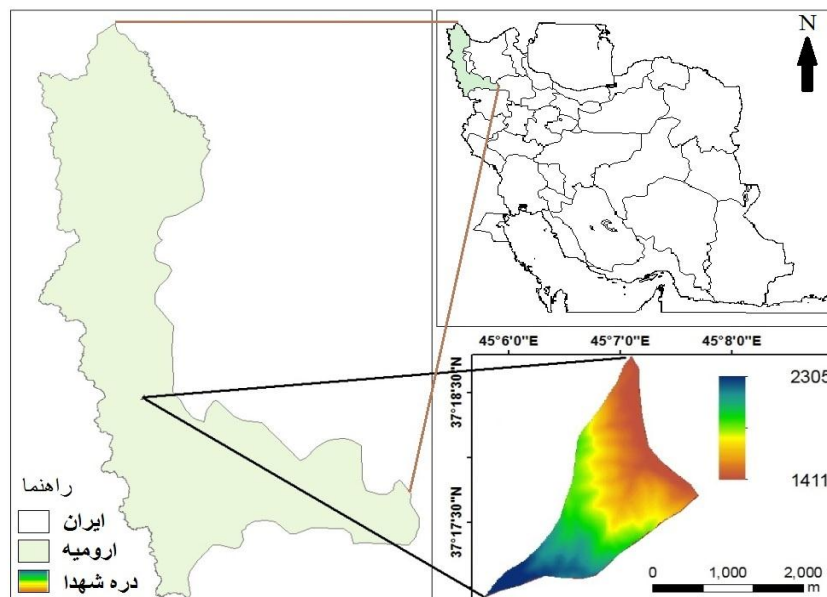 N
45°6'0"E 45°7'0"E 45°8'0"E
37°18'30"N
37°17'30"N
2305
1411
0 1,000 2,000
m
راهنما
ایران
ارومیه
دره شهدا